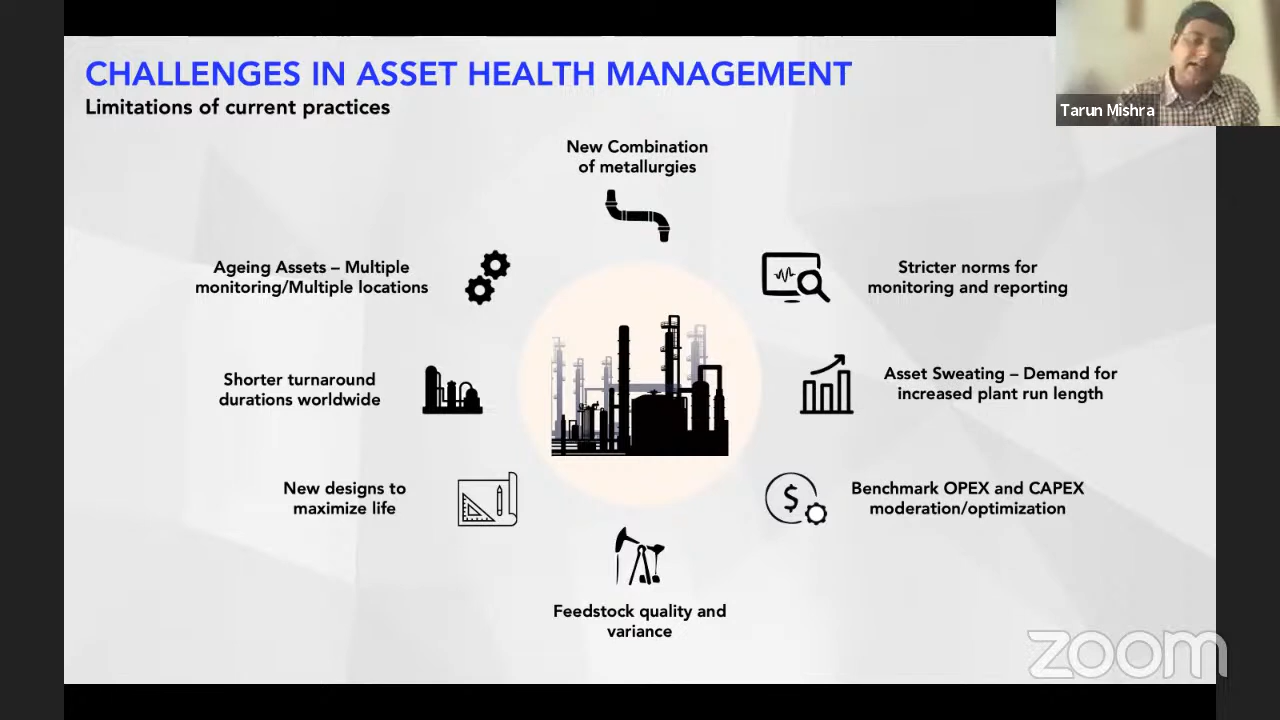 CHALLENGES IN ASSET HEALTH MANAGEMENT
Limitations of current practices
Tarun Mishra
New Combination
of metallurgies
Ageing Assets – Multiple
monitoring/Multiple locations
Stricter norms for
monitoring and reporting
Shorter turnaround
durations worldwide
Asset Sweating – Demand for
increased plant run length
New designs to
maximize life
$
Benchmark OPEX and CAPEX
moderation/optimization
Feedstock quality and
variance
zoom